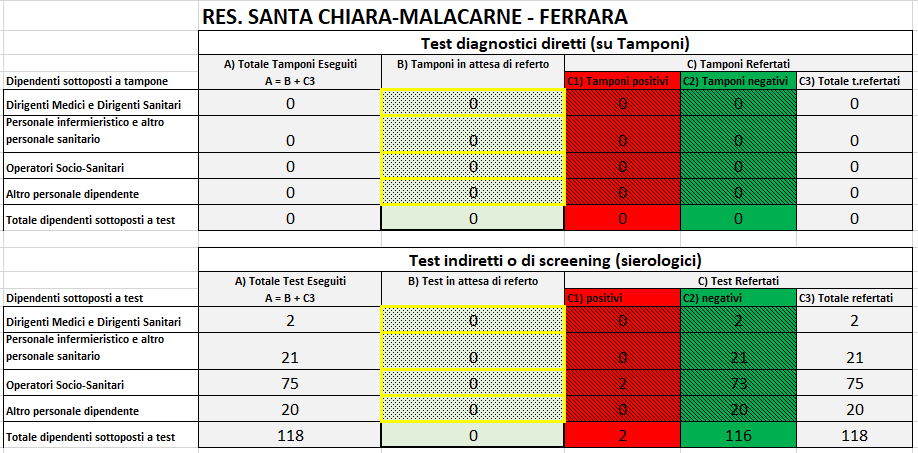 RES. SANTA CHIARA-MALACARNE - FERRARA
Test diagnostici diretti (su Tamponi)
A) Totale Tamponi Eseguiti B) Tamponi in attesa di referto C) Tamponi Refertati
Dipendenti sottoposti a tampone A = B + C3 C1) Tamponi positivi C2) Tamponi negativi C3) Totale t.refertati
Dirigenti Medici e Dirigenti Sanitari 0 0 0 0 0
Personale infermieristico e altro
personale sanitario 0 0 0 0 0
Operatori Socio-Sanitari 0 0 0 0 0
Altro personale dipendente 0 0 0 0 0
Totale dipendenti sottoposti a test 0 0 0 0 0
Test indiretti o di screening (sierologici)
A) Totale Test Eseguiti B) Test in attesa di referto C) Test Refertati
Dipendenti sottoposti a test A = B + C3 C1) positivi C2) negativi C3) Totale refertati
Dirigenti Medici e Dirigenti Sanitari 2 0 0 2 2
Personale infermieristico e altro
personale sanitario 21 0 0 21 21
Operatori Socio-Sanitari 75 0 2 73 75
Altro personale dipendente 20 0 0 20 20
Totale dipendenti sottoposti a test 118 0 2 116 118